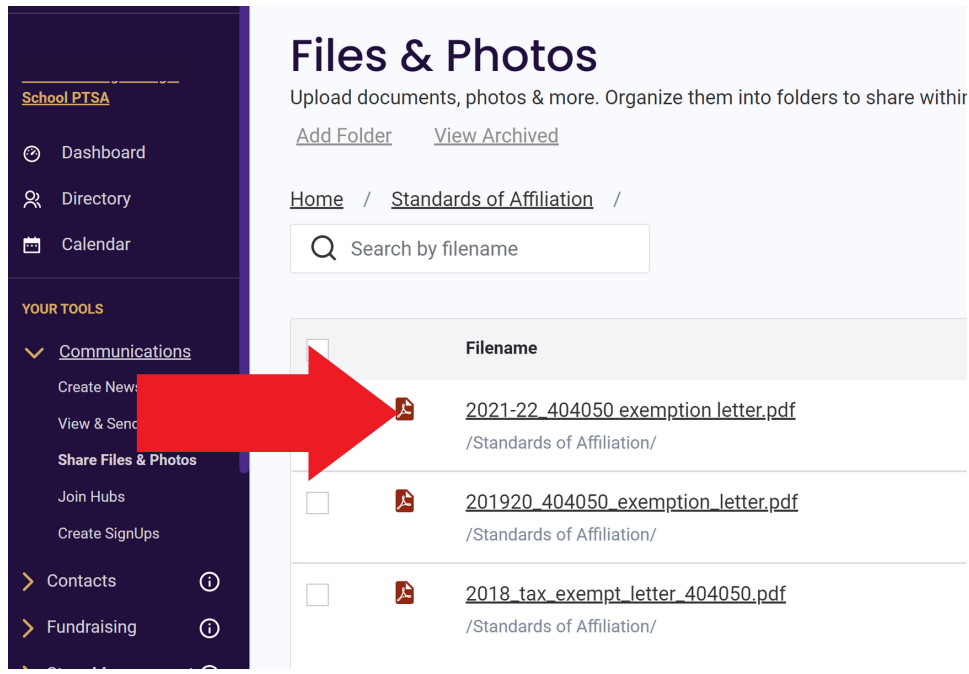 School PTSA
Dashboard
Directory
Calendar
YOUR TOOLS
Communications
Create
View & Send
Share Files & Photos
Join Hubs
Create SignUps
Contacts
Fundraising
Files & Photos
Upload documents, photos & more. Organize them into folders to share within
Add Folder View Archived
Home / Standards of Affiliation /
Search by filename
Filename
2021-22_404050 exemption letter.pdf
/Standards of Affiliation/
201920_404050_exemption_letter.pdf
/Standards of Affiliation/
2018_tax_exempt_letter_404050.pdf
/Standards of Affiliation/